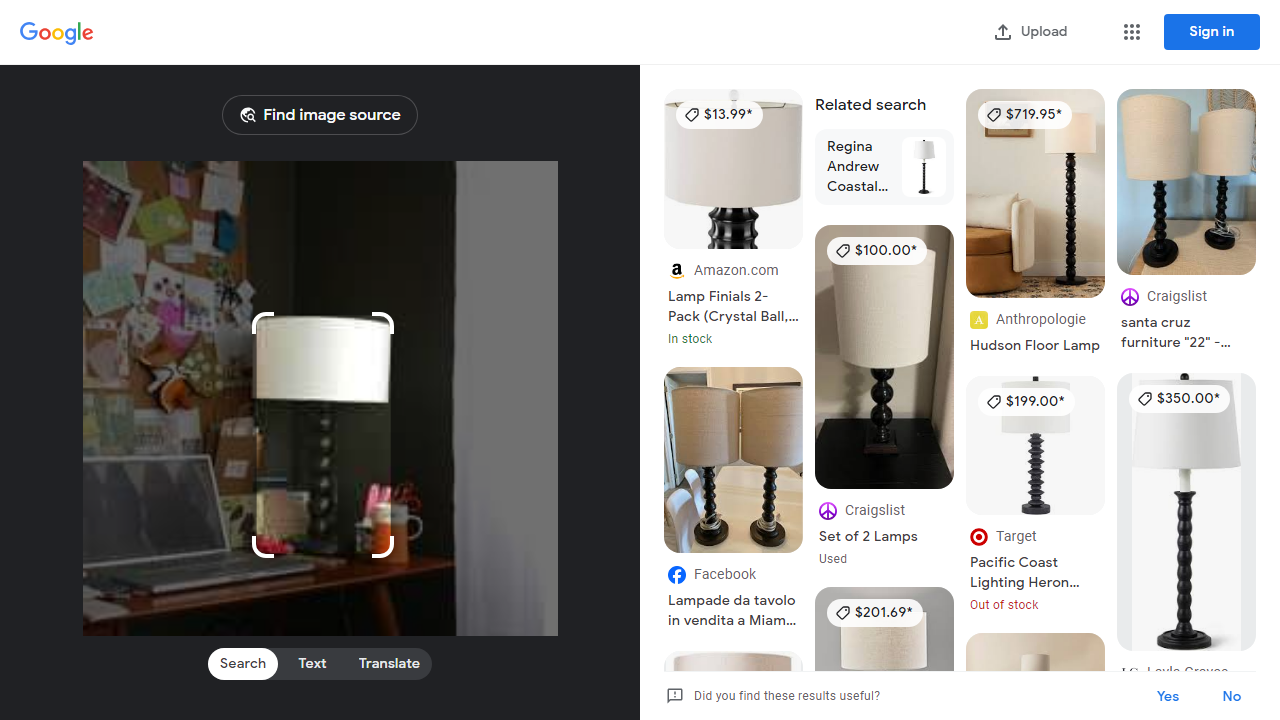 Google
Upload
Sign in
Find image source
Search
Text
Translate
$13.99*
Amazon.com
Lamp Finials 2-
Pack (Crystal Ball,...
In stock
Facebook
Lampade da tavolo
in vendita a Miam...
Related search
Regina
Andrew
Coastal...
$100.00*
Craigslist
Set of 2 Lamps
Used
$201.69*
$719.95*
A
Anthropologie
Hudson Floor Lamp
$199.00*
Target
Pacific Coast
Lighting Heron...
Out of stock
Craigslist
santa cruz
furniture "22" -...
$350.00*
Did you find these results useful?
Yes
No